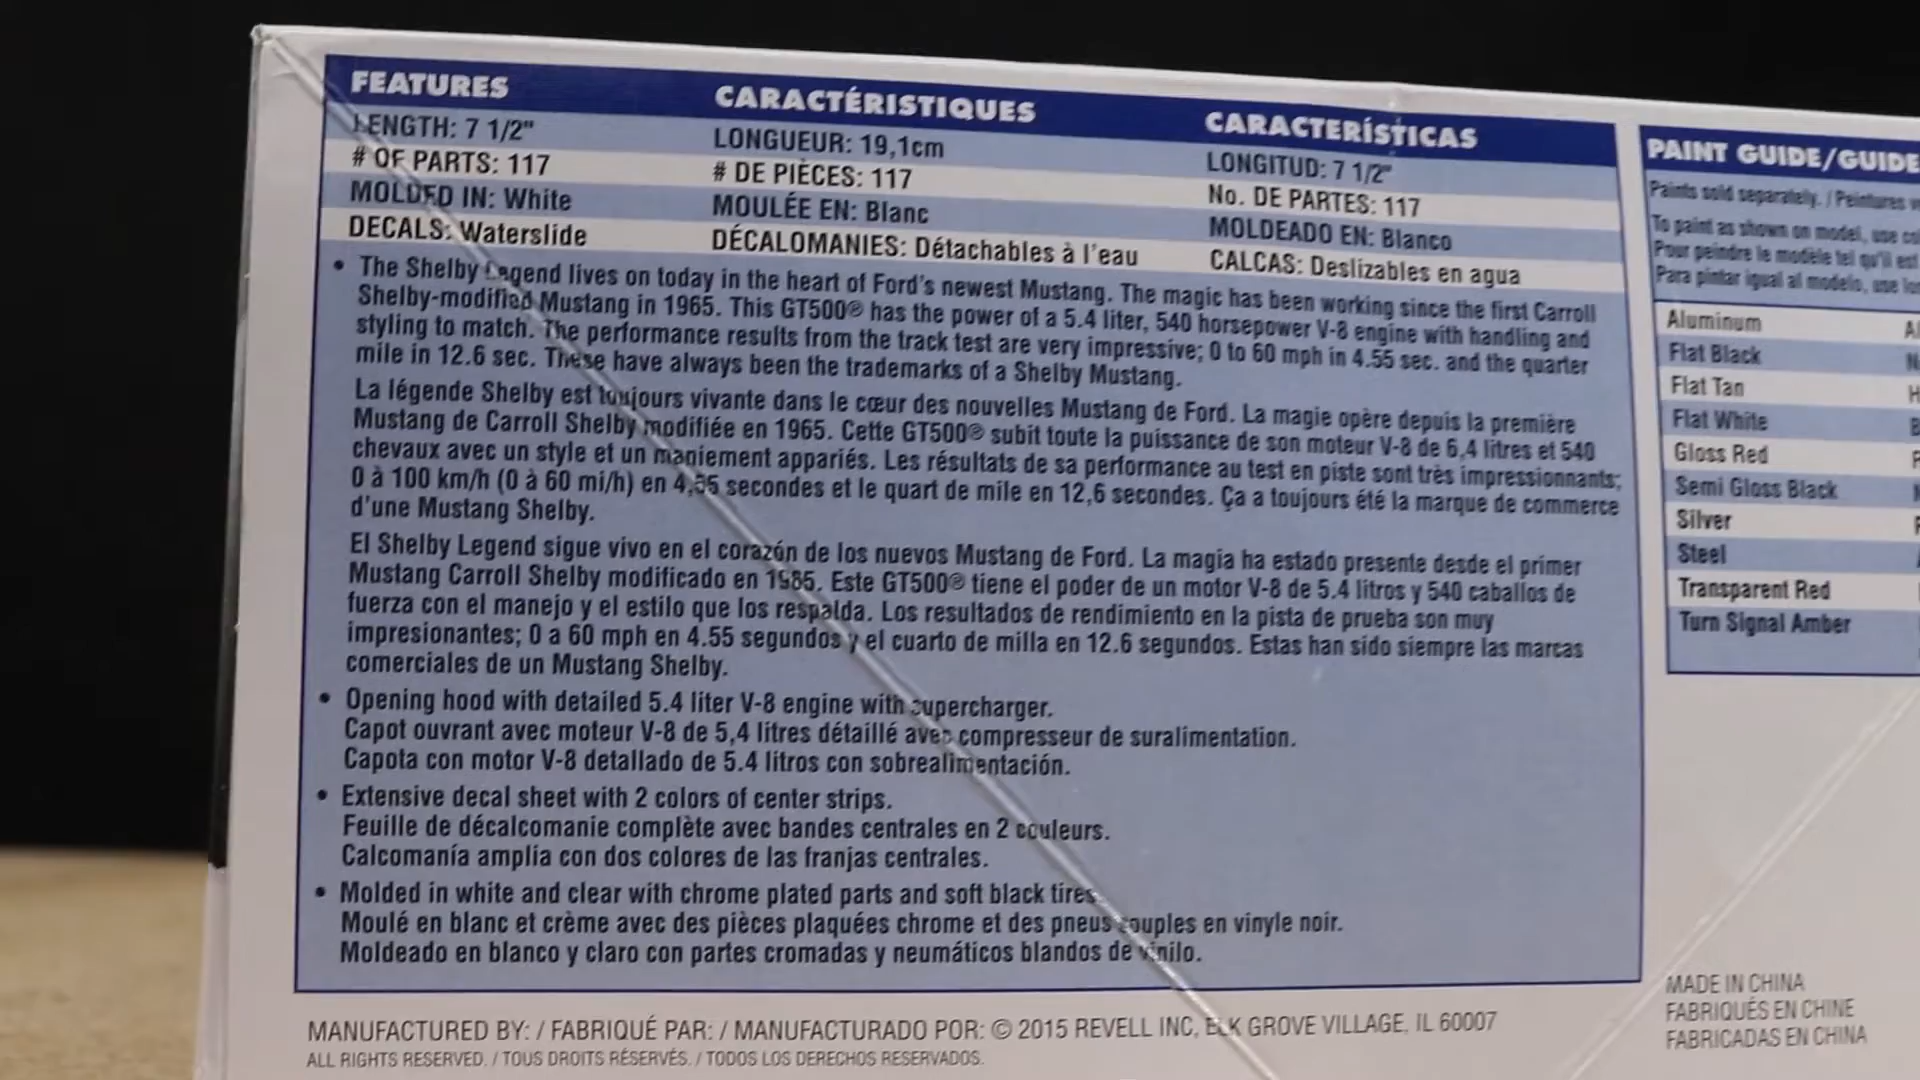 FEATURES
LENGTH: 7 1/2"
# OF PARTS: 117
MOLDED IN: White
DECALS: Waterslide
CARACTÉRISTIQUES
LONGUEUR: 19,1cm
# DE PIÈCES: 117
MOULÉE EN: Blanc
DÉCALOMANIES: Détachables à l'eau
CARACTERÍSTICAS
LONGITUD: 7 1/2"
No. DE PARTES: 117
MOLDEADO EN: Blanco
CALCAS: Deslizables en agua
• The Shelby Legend lives on today in the heart of Ford's newest Mustang. The magic has been working since the first Carroll
Shelby-modified Mustang in 1965. This GT500® has the power of a 5.4 liter, 540 horsepower V-8 engine with handling and
styling to match. The performance results from the track test are very impressive; 0 to 60 mph in 4.55 sec. and the quarter
mile in 12.6 sec. These have always been the trademarks of a Shelby Mustang.
La légende Shelby est toujours vivante dans le cœur des nouvelles Mustang de Ford. La magie opère depuis la première
Mustang de Carroll Shelby modifiée en 1965. Cette GT500® subit toute la puissance de son moteur V-8 de 6,4 litres et 540
chevaux avec un style et un maniement appariés. Les résultats de sa performance au test en piste sont très impressionnants;
0 à 100 km/h (0 à 60 mi/h) en 4,55 secondes et le quart de mile en 12,6 secondes. Ça a toujours été la marque de commerce
d'une Mustang Shelby.
El Shelby Legend sigue vivo en el corazón de los nuevos Mustang de Ford. La magia ha estado presente desde el primer
Mustang Carroll Shelby modificado en 1965. Este GT500® tiene el poder de un motor V-8 de 5.4 litros y 540 caballos de
fuerza con el manejo y el estilo que los respalda. Los resultados de rendimiento en la pista de prueba son muy
impresionantes; 0 a 60 mph en 4.55 segundos y el cuarto de milla en 12.6 segundos. Estas han sido siempre las marcas
comerciales de un Mustang Shelby.
• Opening hood with detailed 5.4 liter V-8 engine with supercharger.
Capot ouvrant avec moteur V-8 de 5,4 litres détaillé avec compresseur de suralimentation.
Capota con motor V-8 detallado de 5.4 litros con sobrealimentación.
• Extensive decal sheet with 2 colors of center strips.
Feuille de décalcomanie complète avec bandes centrales en 2 couleurs.
Calcomanía amplia con dos colores de las franjas centrales.
• Molded in white and clear with chrome plated parts and soft black tires.
Moulé en blanc et crème avec des pièces plaquées chrome et des pneus souples en vinyle noir.
Moldeado en blanco y claro con partes cromadas y neumáticos blandos de vinilo.
MANUFACTURED BY: / FABRIQUÉ PAR: / MANUFACTURADO POR: © 2015 REVELL INC, ELK GROVE VILLAGE, IL 60007
ALL RIGHTS RESERVED. / TOUS DROITS RÉSERVÉS. / TODOS LOS DERECHOS RESERVADOS.
PAINT GUIDE/GUIDE
Paints sold separately. / Peintures
To paint as shown on model, use
Pour peindre le modèle tel qu'il est
Para pintar igual al modelo, use
Aluminum
Flat Black
Flat Tan
Flat White
Gloss Red
Semi Gloss Black
Silver
Steel
Transparent Red
Turn Signal Amber
MADE IN CHINA
FABRIQUÉS EN CHINE
FABRICADAS EN CHINA